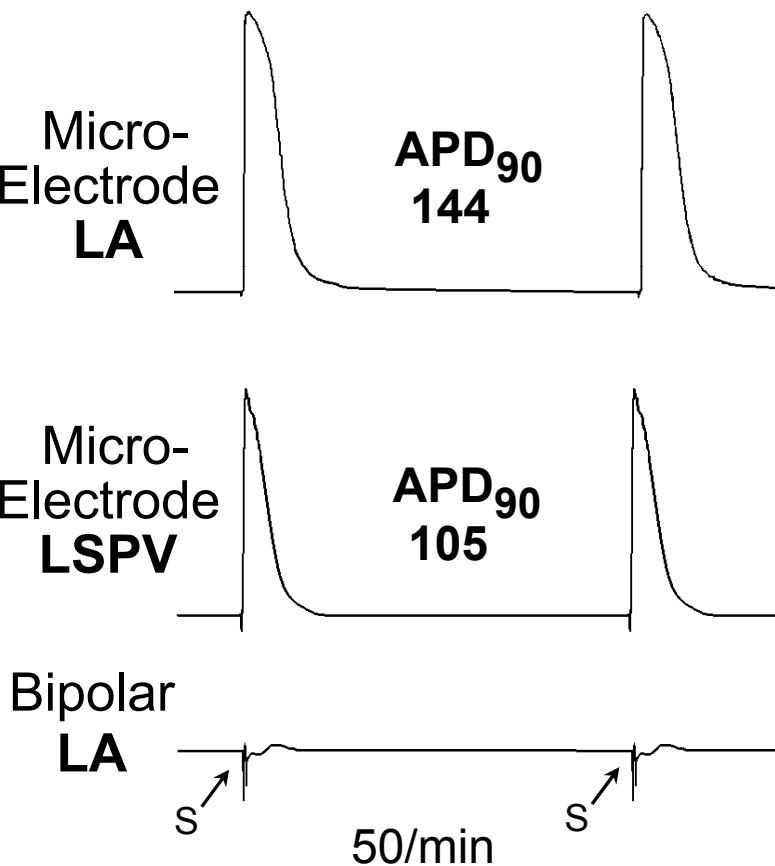 Micro-
Electrode
LA
APD90
144
Micro-
Electrode
LSPV
APD90
105
Bipolar
LA
S
S
50/min